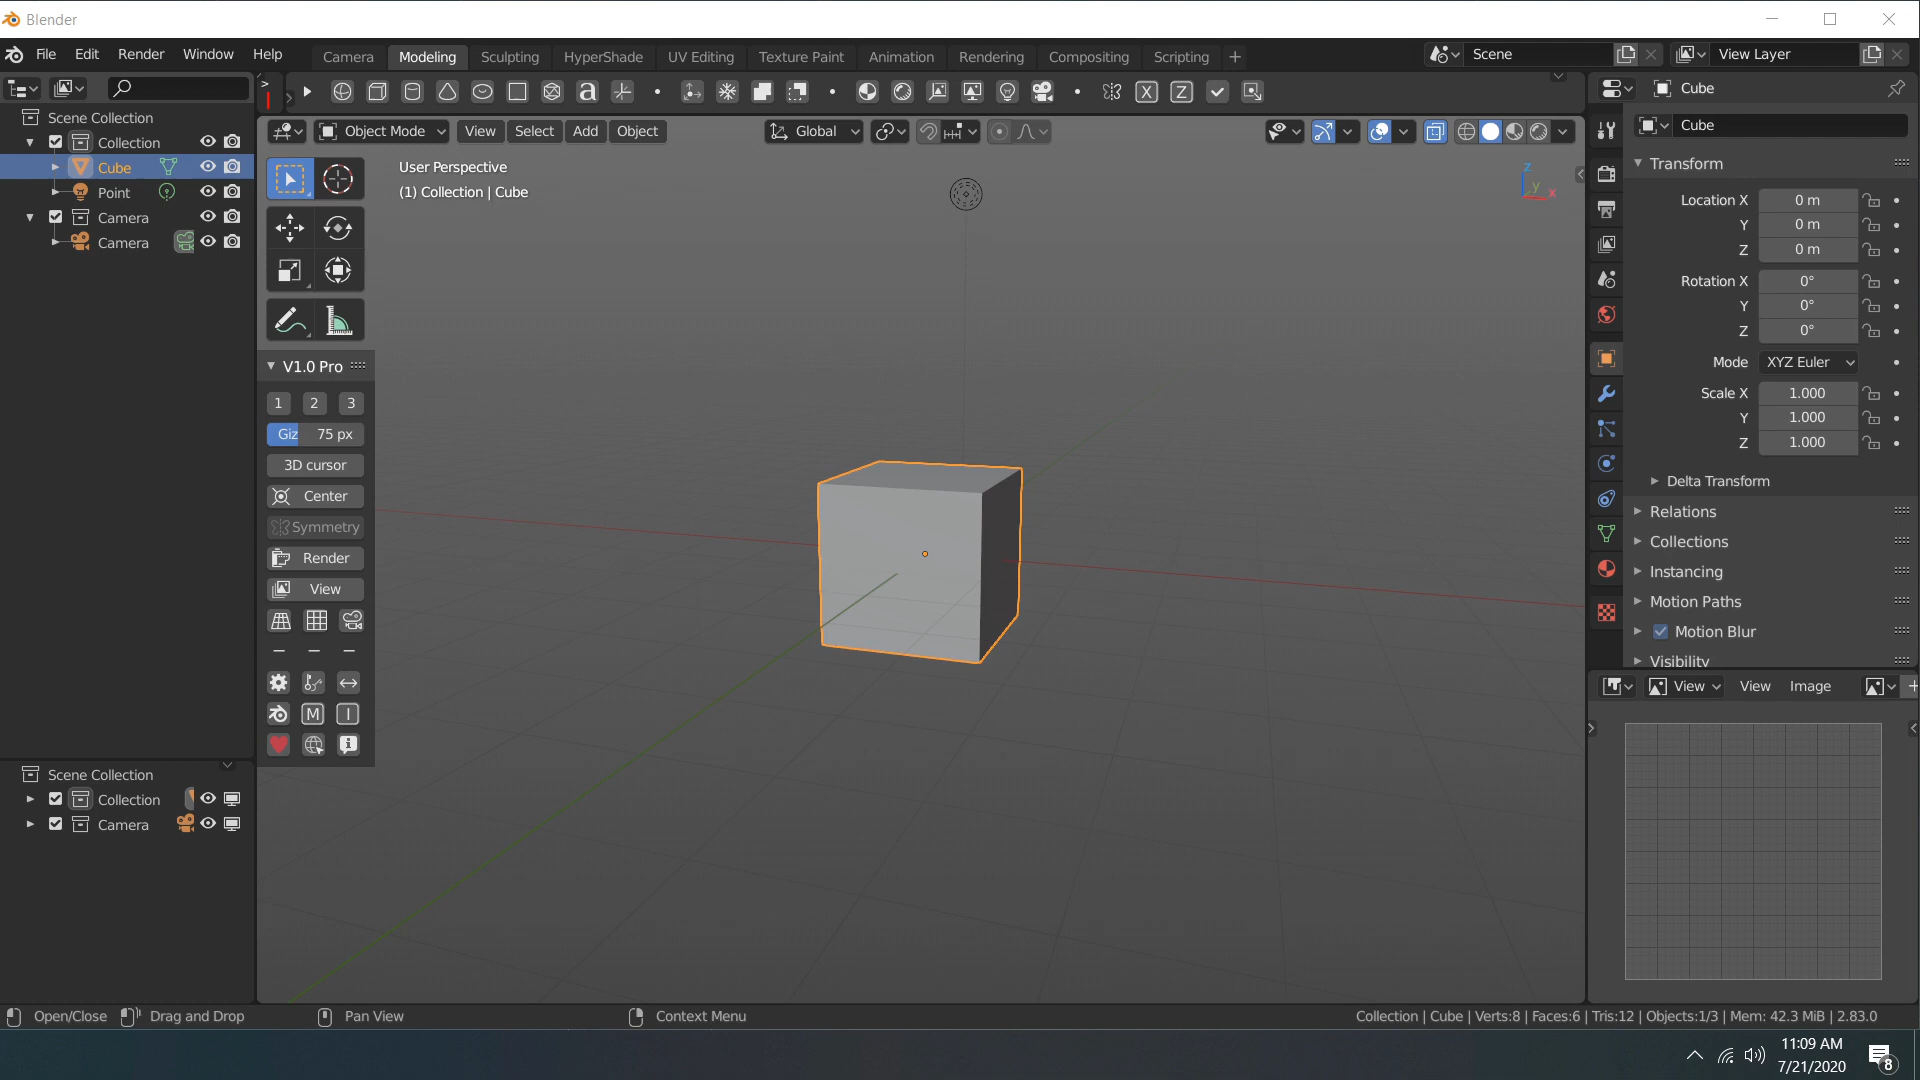 Blender
File Edit Render Window Help
Camera Modeling Sculpting HyperShade UV Editing Texture Paint Animation Rendering Compositing Scripting +
Scene
View Layer
Scene Collection
Collection
Cube
Point
Camera
Camera
a X Z
Object Mode View Select Add Object
Global
User Perspective
(1) Collection | Cube
Z
Y
X
V1.0 Pro
1 2 3
Giz 75 px
3D cursor
Center
Symmetry
Render
View
M I
Scene Collection
Collection
Camera
Cube
Cube
Transform
Location X 0 m
Y 0 m
Z 0 m
Rotation X 0°
Y 0°
Z 0°
Mode XYZ Euler
Scale X 1.000
Y 1.000
Z 1.000
Delta Transform
Relations
Collections
Instancing
Motion Paths
Motion Blur
Visibility
View View Image
Open/Close Drag and Drop Pan View Context Menu
Collection | Cube | Verts:8 | Faces:6 | Tris:12 | Objects:1/3 | Mem: 42.3 MiB | 2.83.0
11:09 AM
7/21/2020
8